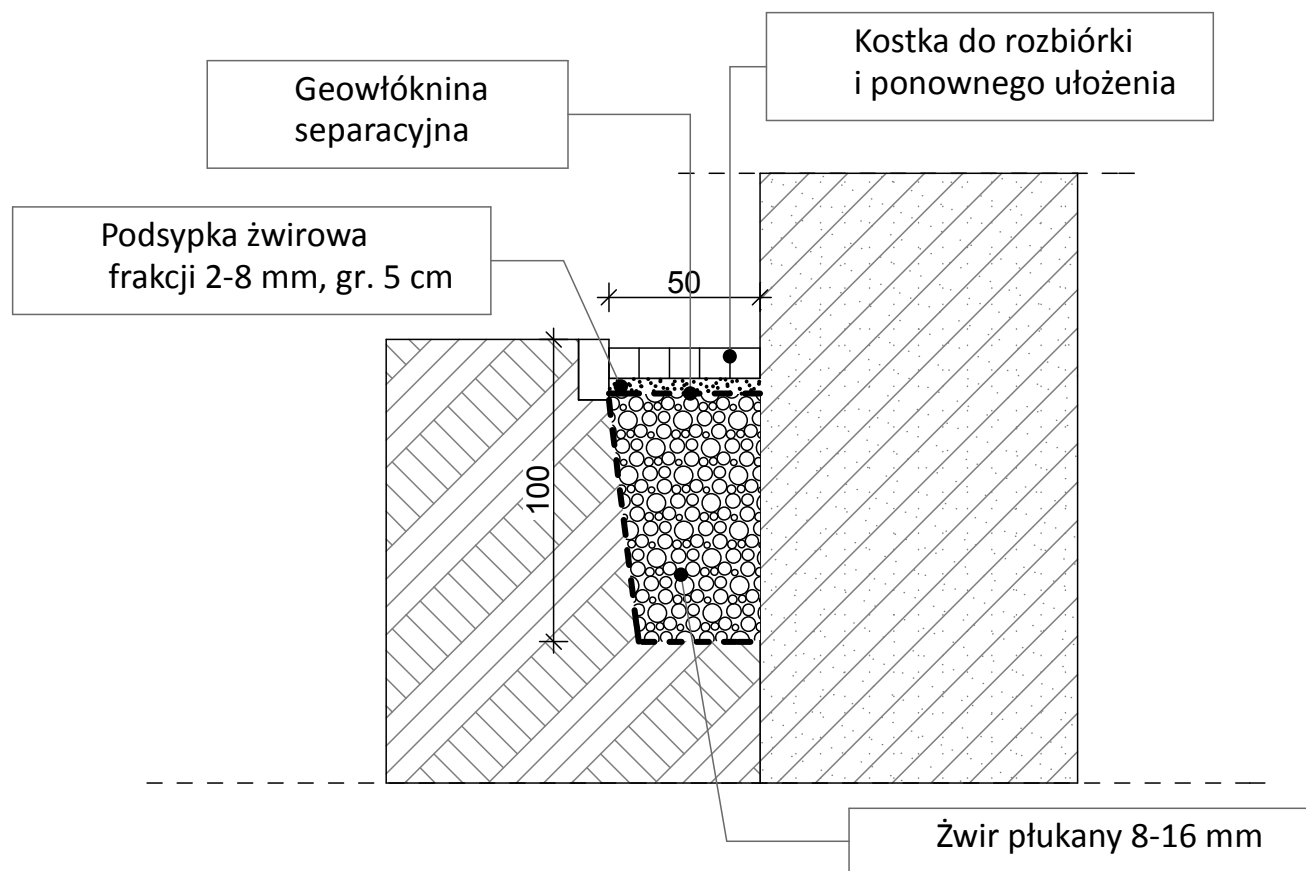 Kostka do rozbiórki
i ponownego ułożenia
Geowłóknina
separacyjna
Podsypka żwirowa
frakcji 2-8 mm, gr. 5 cm
50
100
Żwir płukany 8-16 mm